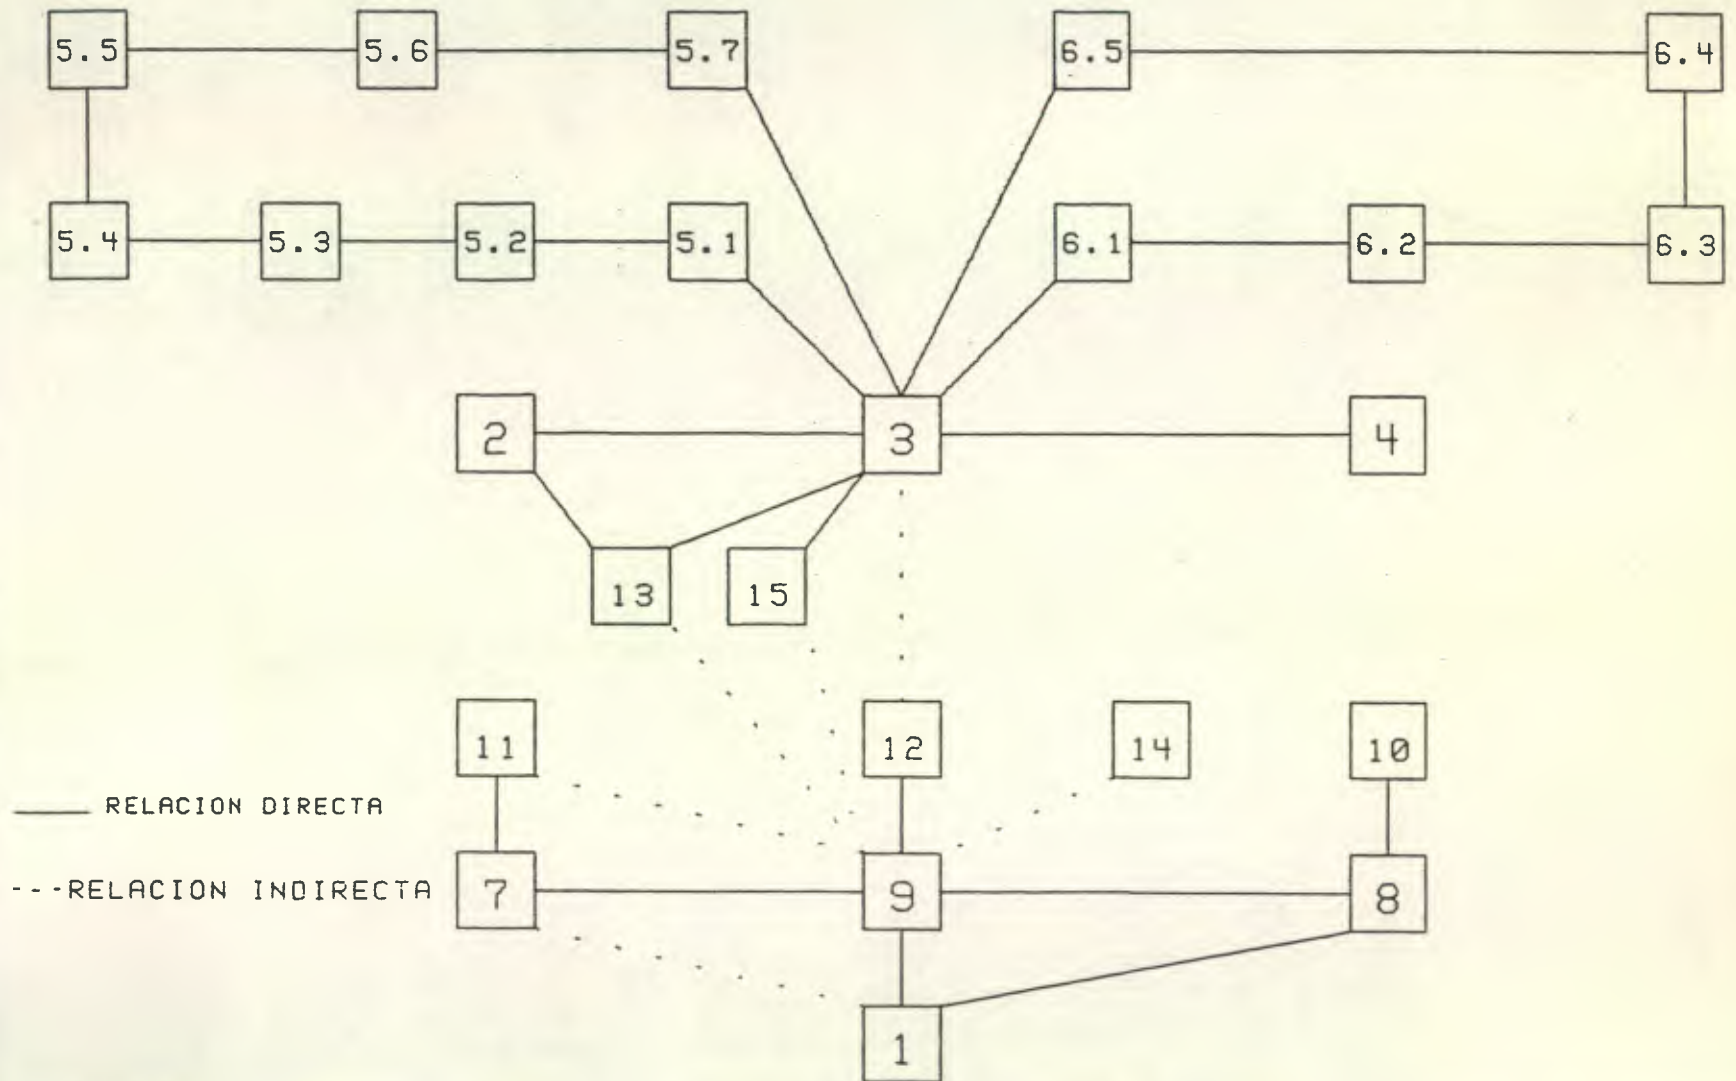 5.5 5.6 5.7 6.5 6.4
5.4 5.3 5.2 5.1 6.1 6.2 6.3
2 3 4
13 15
11 12 14 10
RELACION DIRECTA
7 9 8
---RELACION INDIRECTA
1